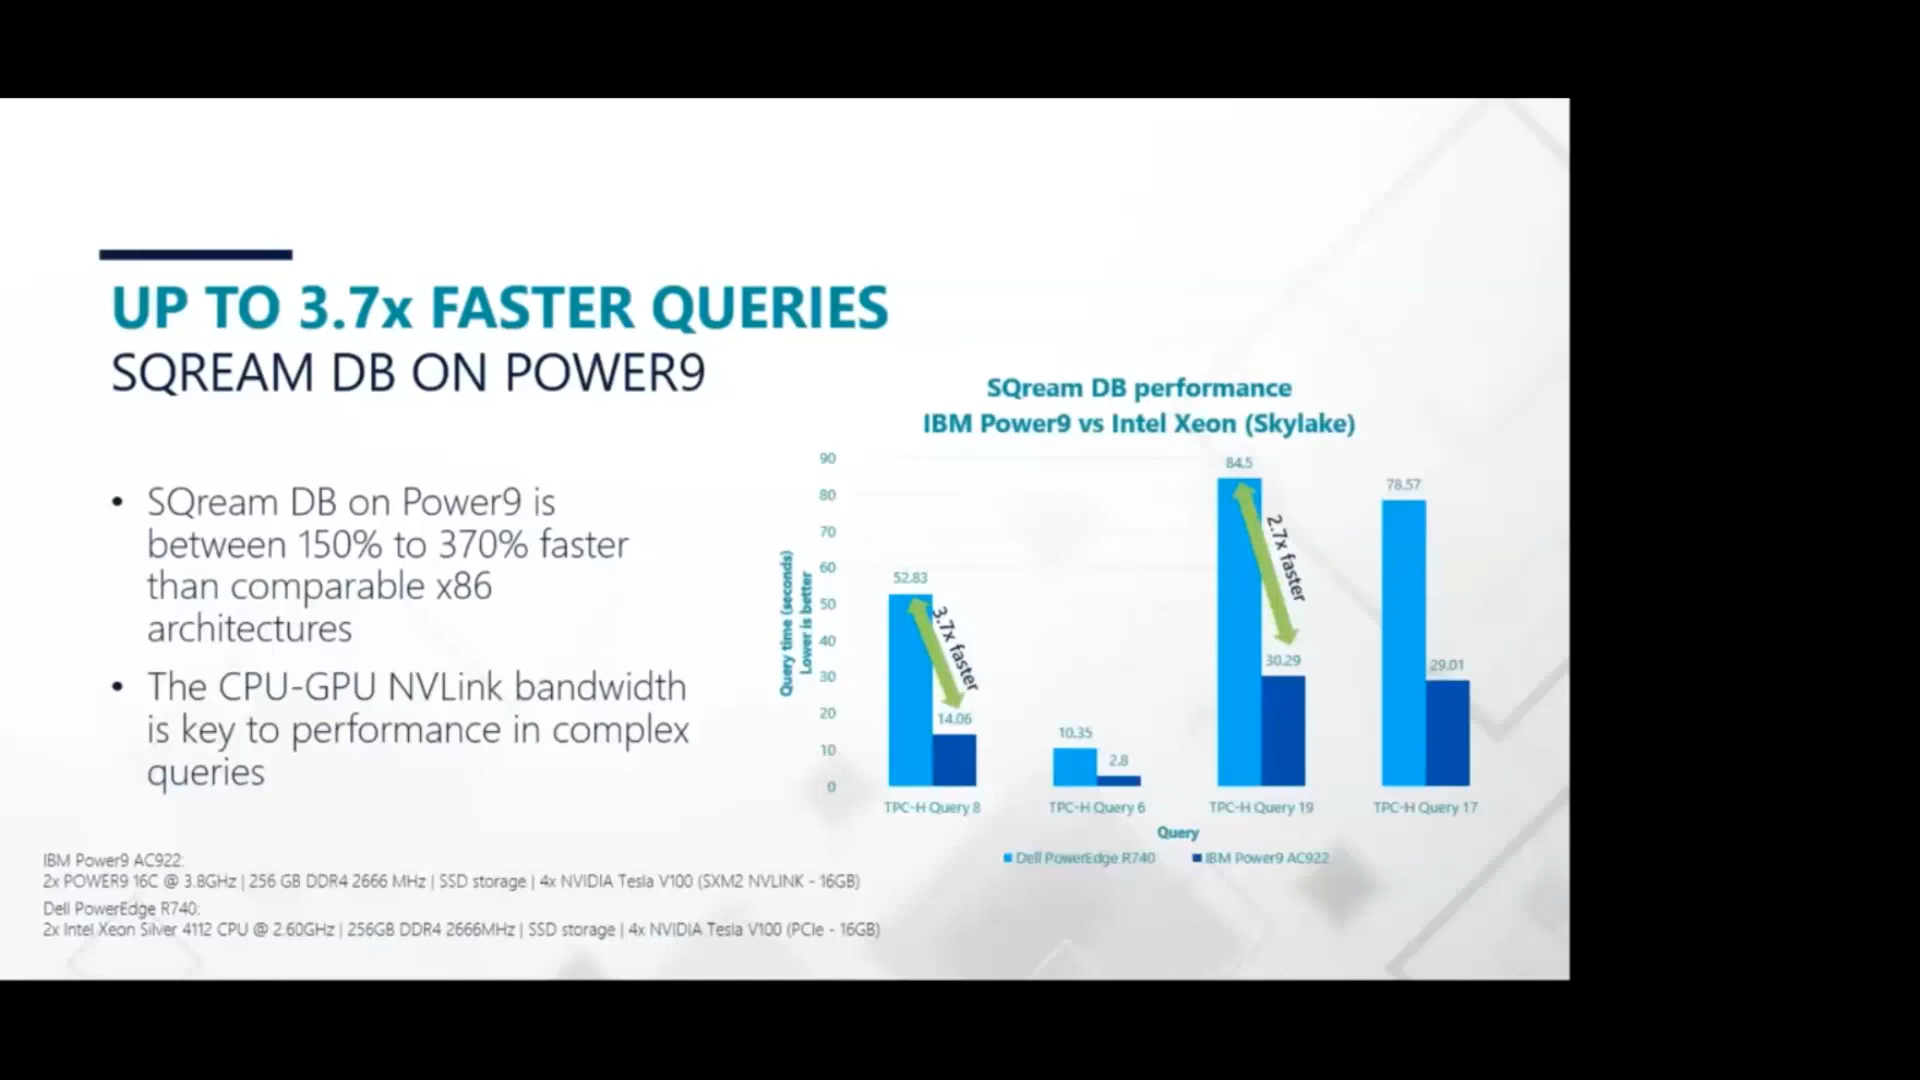 UP TO 3.7x FASTER QUERIES
SQREAM DB ON POWER9
• SQream DB on Power9 is
between 150% to 370% faster
than comparable x86
architectures
• The CPU-GPU NVLink bandwidth
is key to performance in complex
queries
SQream DB performance
IBM Power9 vs Intel Xeon (Skylake)
Query time (seconds)
Lower is better
90
80
70
60
50
40
30
20
10
0
52.83
14.06
3.7x faster
10.35
2.8
84.5
30.29
2.7x faster
78.57
29.01
TPC-H Query 8
TPC-H Query 6
TPC-H Query 19
TPC-H Query 17
Query
Dell PowerEdge R740
IBM Power9 AC922
IBM Power9 AC922:
2x POWER9 16C @ 3.8GHz | 256 GB DDR4 2666 MHz | SSD storage | 4x NVIDIA Tesla V100 (SXM2 NVLINK - 16GB)
Dell PowerEdge R740:
2x Intel Xeon Silver 4112 CPU @ 2.60GHz | 256GB DDR4 2666MHz | SSD storage | 4x NVIDIA Tesla V100 (PCIe - 16GB)